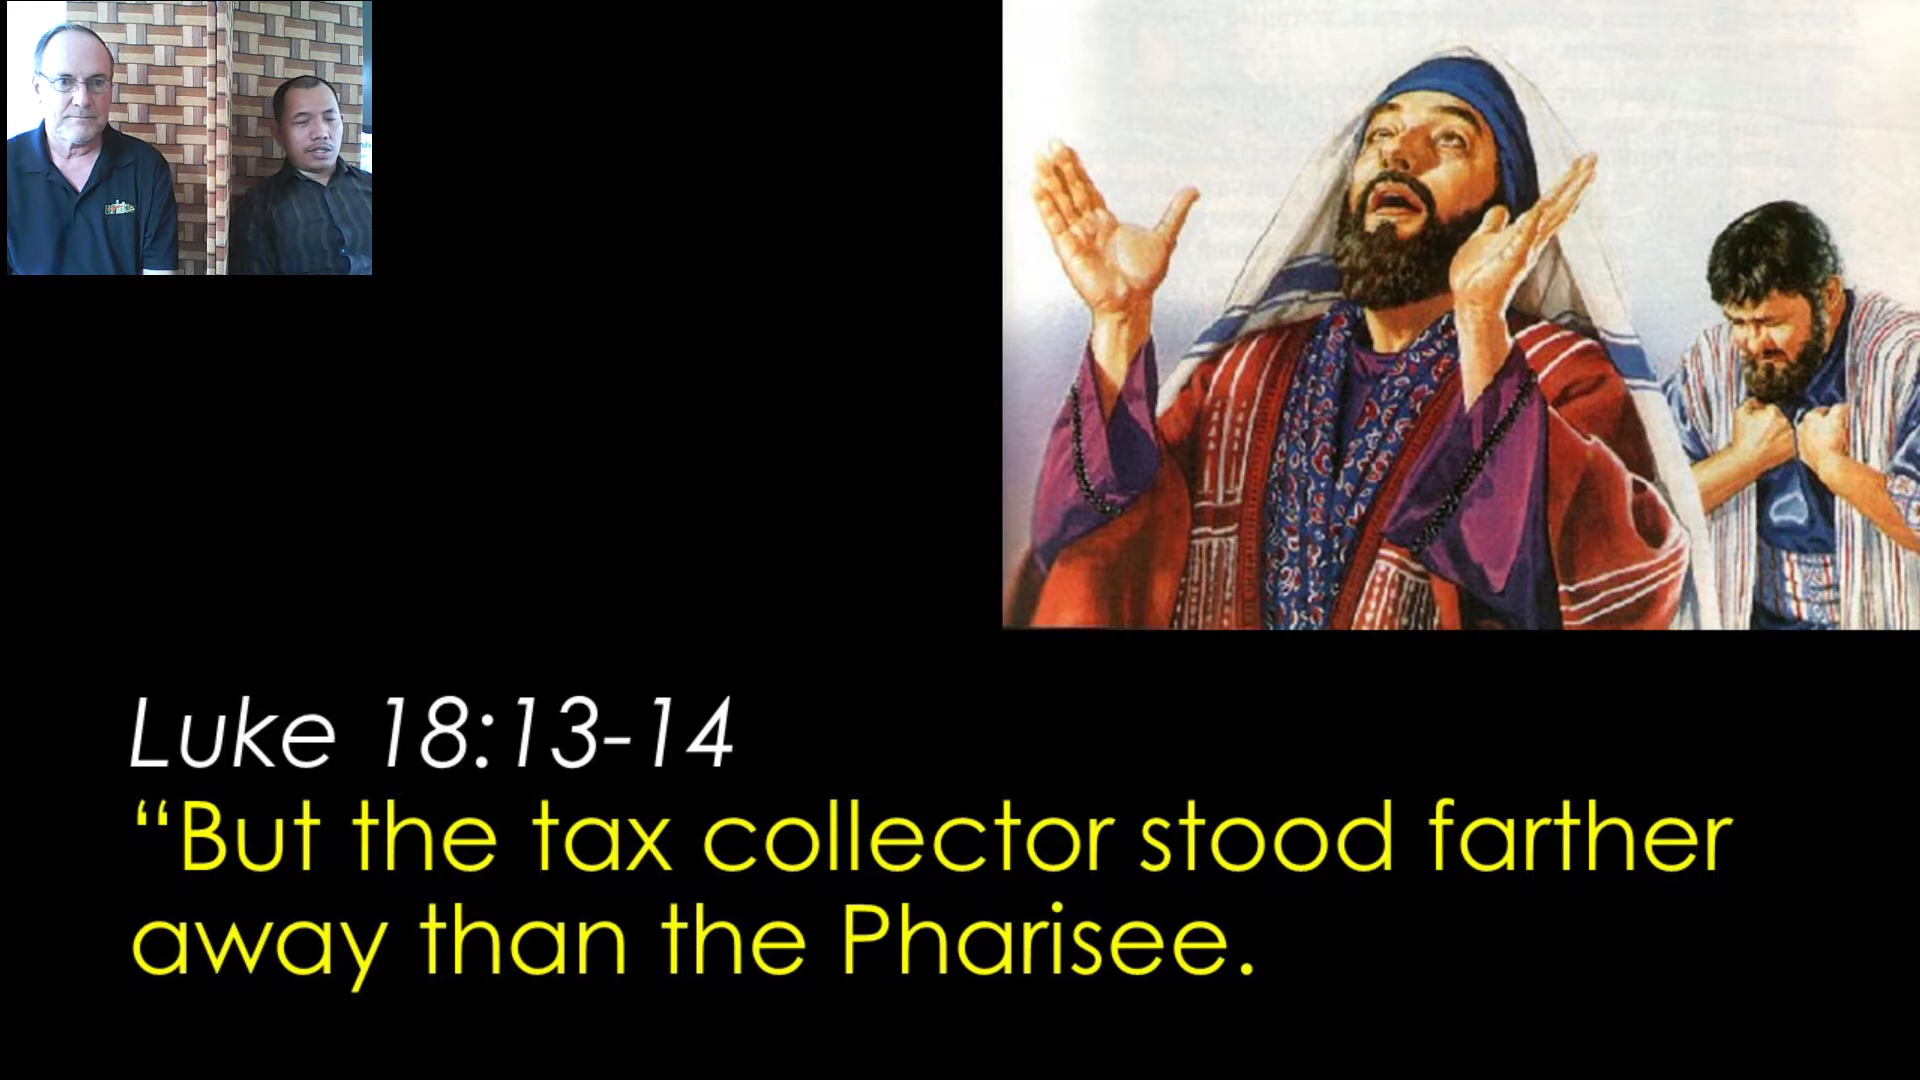 Luke 18:13-14
“But the tax collector stood farther
away than the Pharisee.